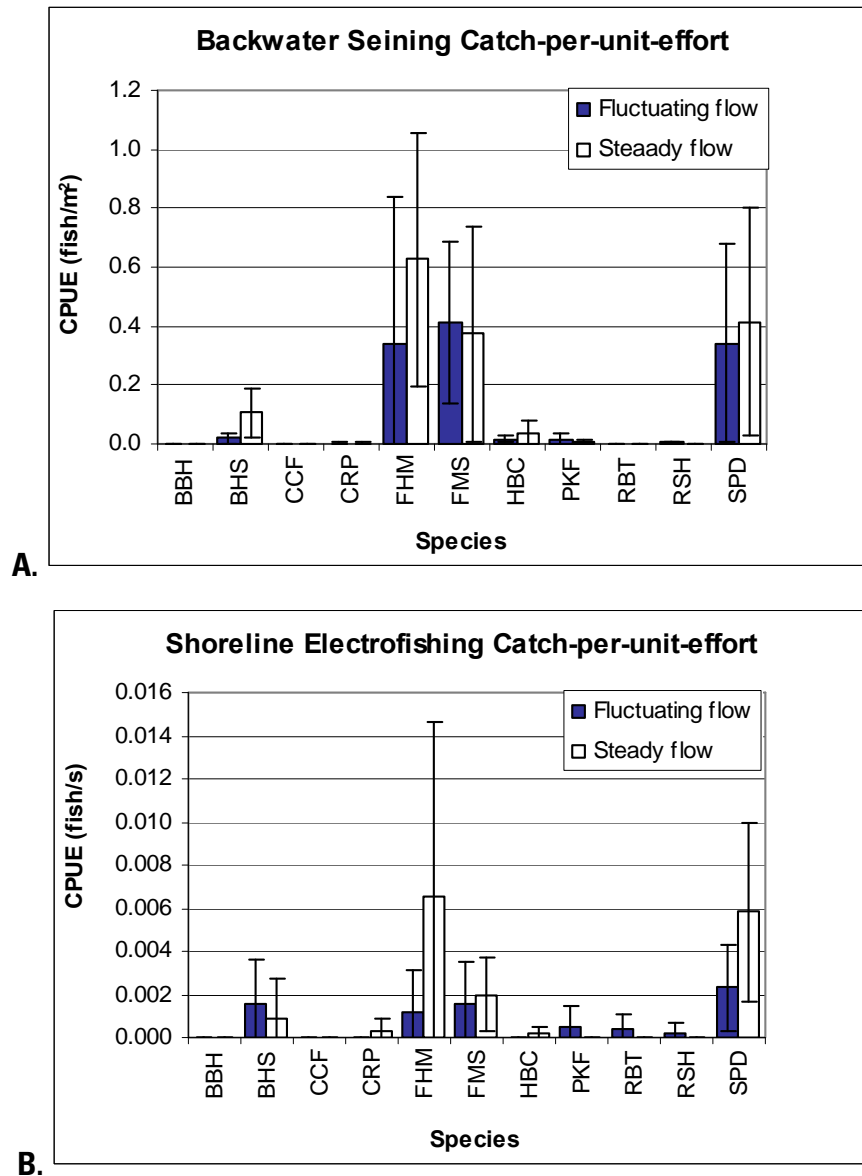 Backwater Seining Catch-per-unit-effort
1.2
1.0
0.8
0.6
0.4
0.2
0.0
CPUE (fish/m²)
Fluctuating flow
Steaady flow
BBH
BHS
CCF
CRP
FHM
FMS
HBC
PKF
RBT
RSH
SPD
Species
A.
Shoreline Electrofishing Catch-per-unit-effort
0.016
0.014
0.012
0.010
0.008
0.006
0.004
0.002
0.000
CPUE (fish/s)
Fluctuating flow
Steady flow
BBH
BHS
CCF
CRP
FHM
FMS
HBC
PKF
RBT
RSH
SPD
Species
B.